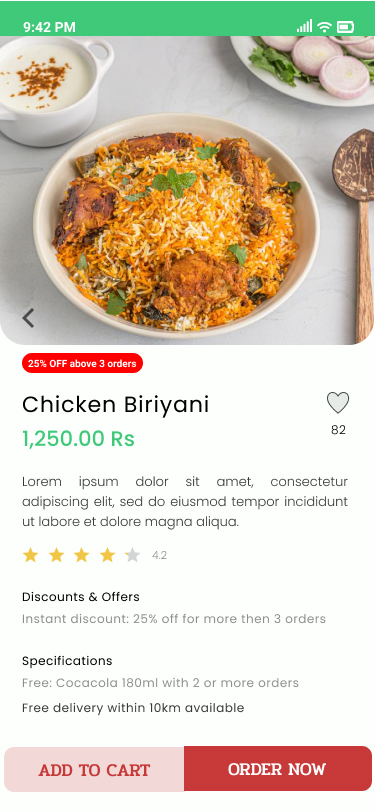 9:42 PM
25% OFF above 3 orders
Chicken Biriyani
82
1,250.00 Rs
Lorem ipsum dolor sit amet, consectetur
adipiscing elit, sed do eiusmod tempor incididunt
ut labore et dolore magna aliqua.
4.2
Discounts & Offers
Instant discount: 25% off for more then 3 orders
Specifications
Free: Cocacola 180ml with 2 or more orders
Free delivery within 10km available
ADD TO CART
ORDER NOW